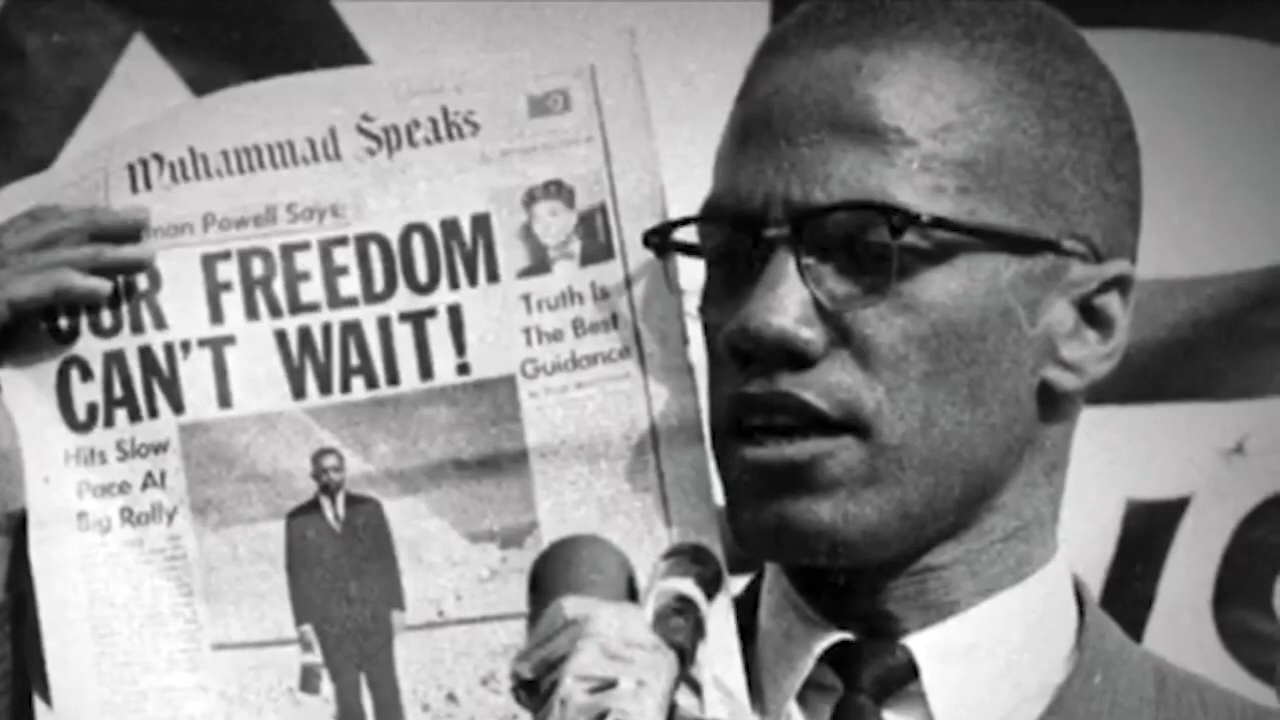 Muhammad Speaks
man Powell Says:
OUR FREEDOM
CAN'T WAIT!
Truth Is
The Best
Guidance
Hits Slow
Pace At
Big Rally